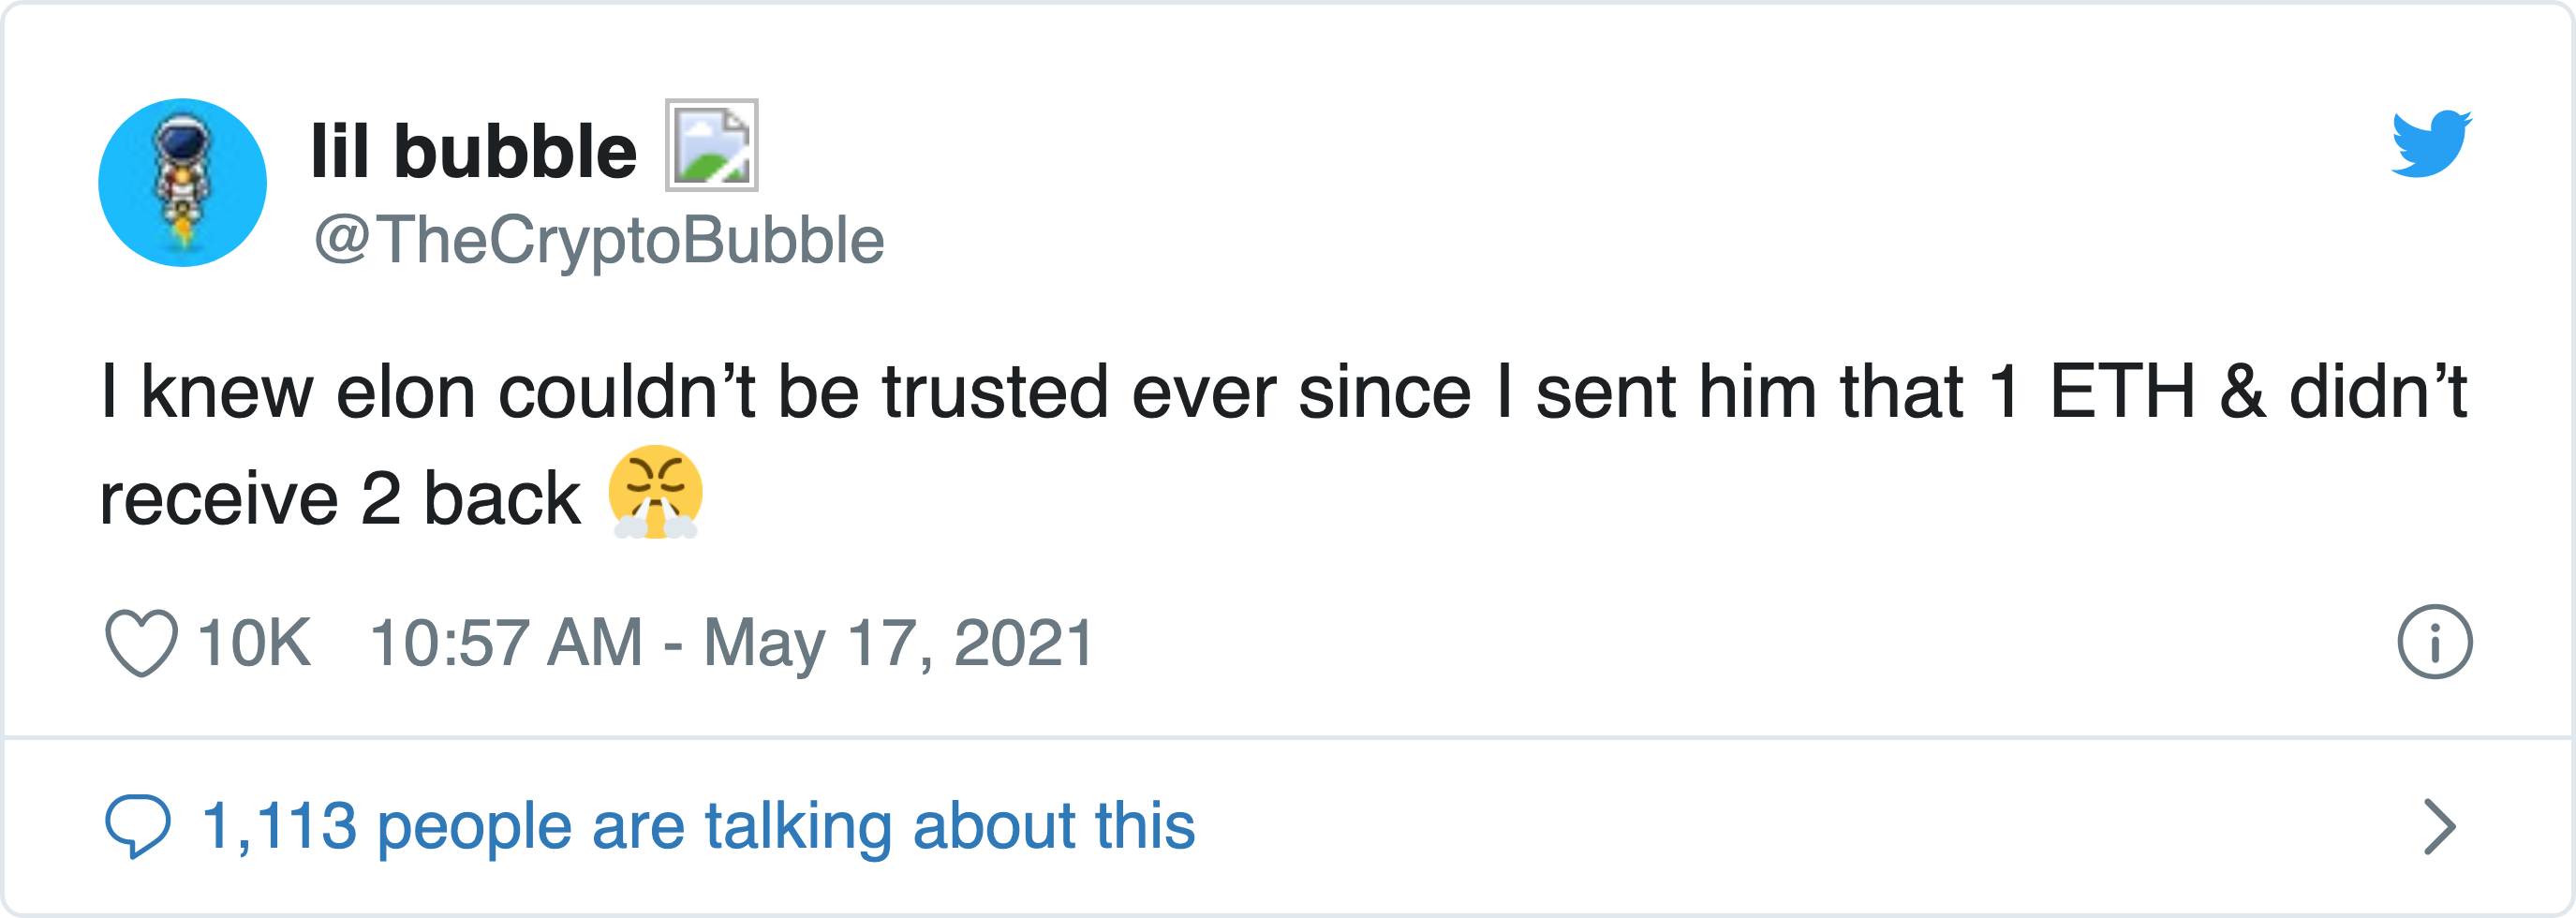 lil bubble
@TheCryptoBubble
I knew elon couldn’t be trusted ever since I sent him that 1 ETH & didn’t
receive 2 back 😤
10K 10:57 AM - May 17, 2021
1,113 people are talking about this